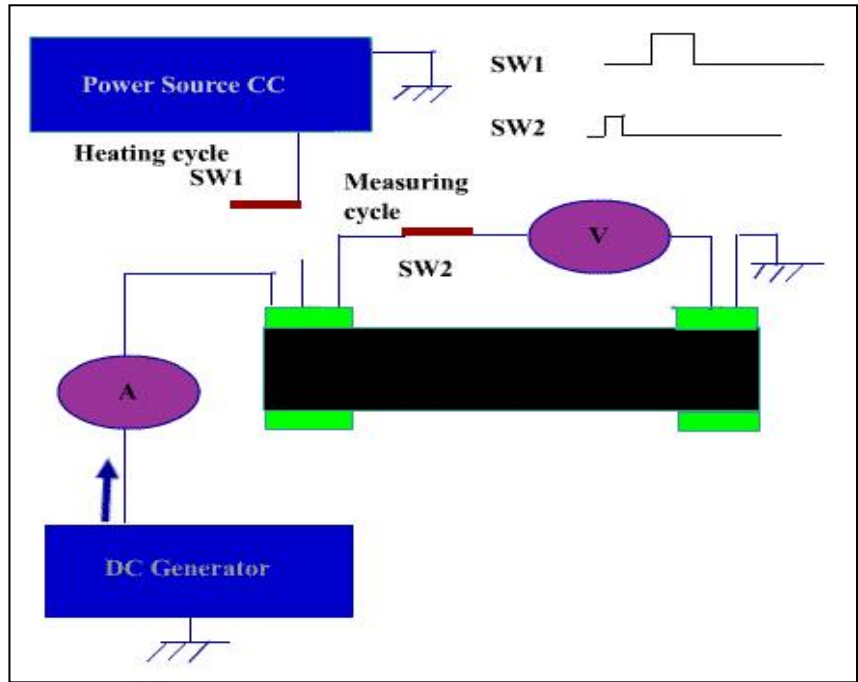 Power Source CC
SW1
SW2
Heating cycle
SW1
Measuring
cycle
V
SW2
A
DC Generator